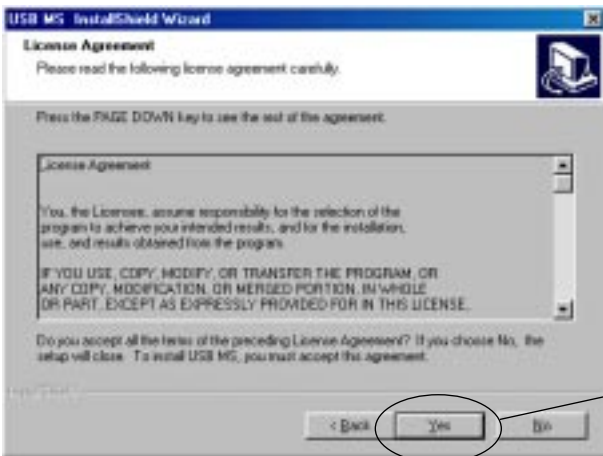 USB MS InstallShield Wizard
License Agreement
Please read the following license agreement carefully.
Press the PAGE DOWN key to see the rest of the agreement.
License Agreement
You, the Licensee, assume responsibility for the selection of the
program to achieve your intended results, and for the installation,
use, and results obtained from the program.
IF YOU USE, COPY, MODIFY, OR TRANSFER THE PROGRAM, OR
ANY COPY, MODIFICATION, OR MERGED PORTION, IN WHOLE
OR PART, EXCEPT AS EXPRESSLY PROVIDED FOR IN THIS LICENSE,
Do you accept all the terms of the preceding License Agreement? If you choose No, the
setup will close. To install USB MS, you must accept this agreement.
< Back
Yes
No